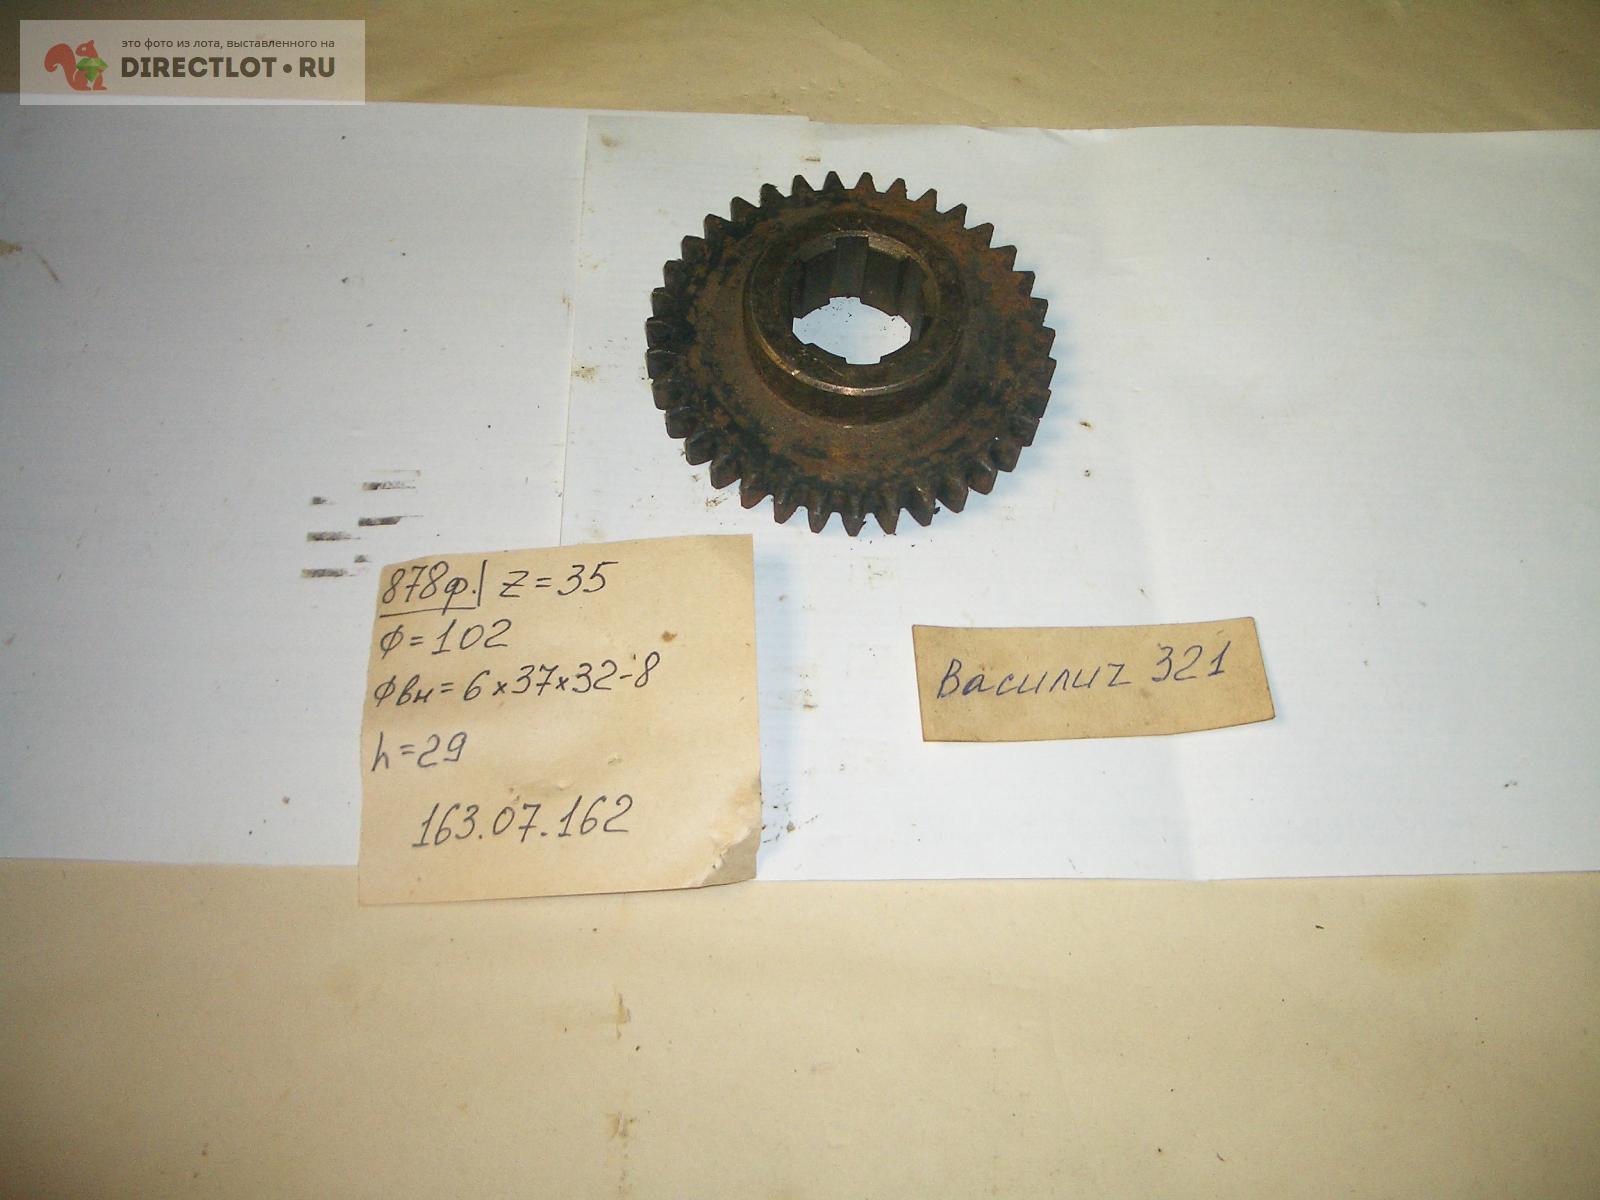 это фото из лота, выставленного на
DIRECTLOT•RU
878ф. z=35
ф=102
фвн=6×37×32-8
h=29
163.07.162
Василич 321